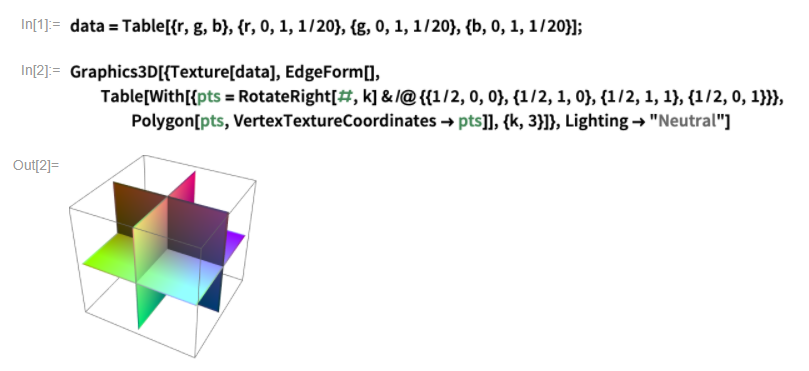 In[1]:= data = Table[{r, g, b}, {r, 0, 1, 1/20}, {g, 0, 1, 1/20}, {b, 0, 1, 1/20}];
In[2]:= Graphics3D[{Texture[data], EdgeForm[],
Table[With[{pts = RotateRight[#, k] & /@ {{1/2, 0, 0}, {1/2, 1, 0}, {1/2, 1, 1}, {1/2, 0, 1}}},
Polygon[pts, VertexTextureCoordinates → pts]], {k, 3}]}, Lighting → "Neutral"]
Out[2]=